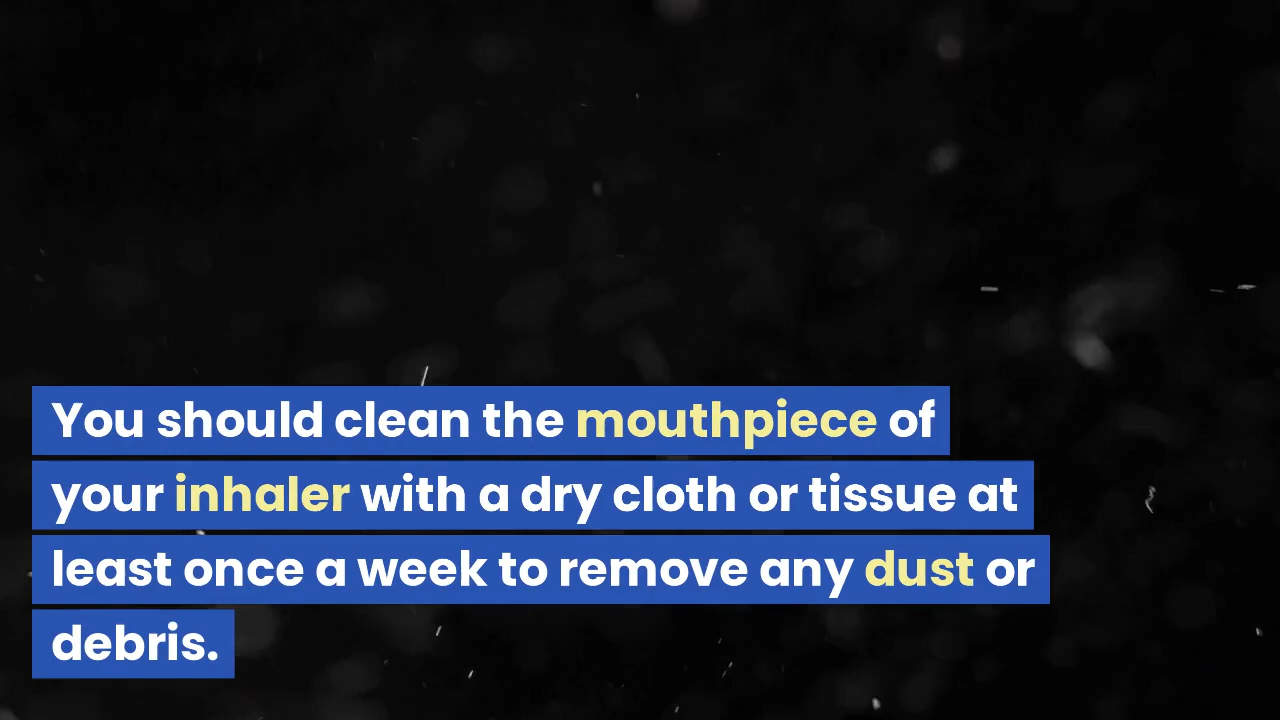 You should clean the mouthpiece of
your inhaler with a dry cloth or tissue at
least once a week to remove any dust or
debris.